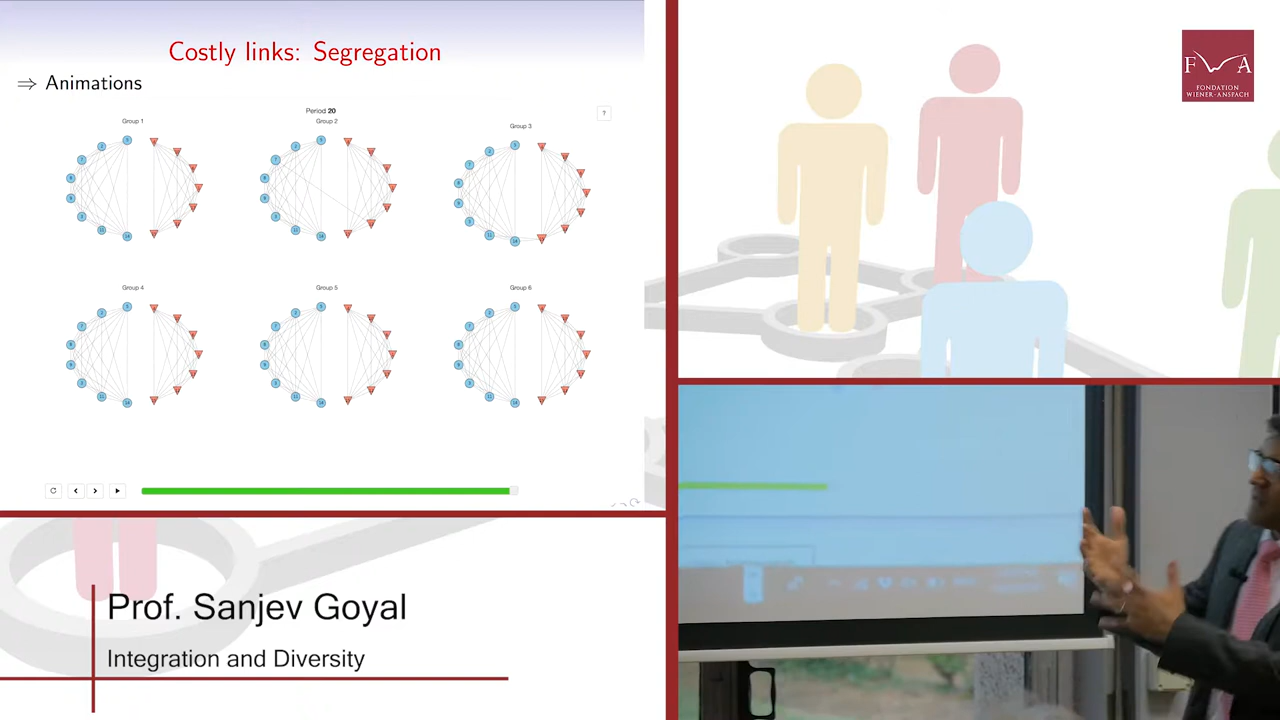 Costly links: Segregation
⇒ Animations
Period 20
?
Group 1
Group 2
Group 3
Group 4
Group 5
Group 6
F W A
FONDATION
WIENER-ANSPACH
Prof. Sanjev Goyal
Integration and Diversity